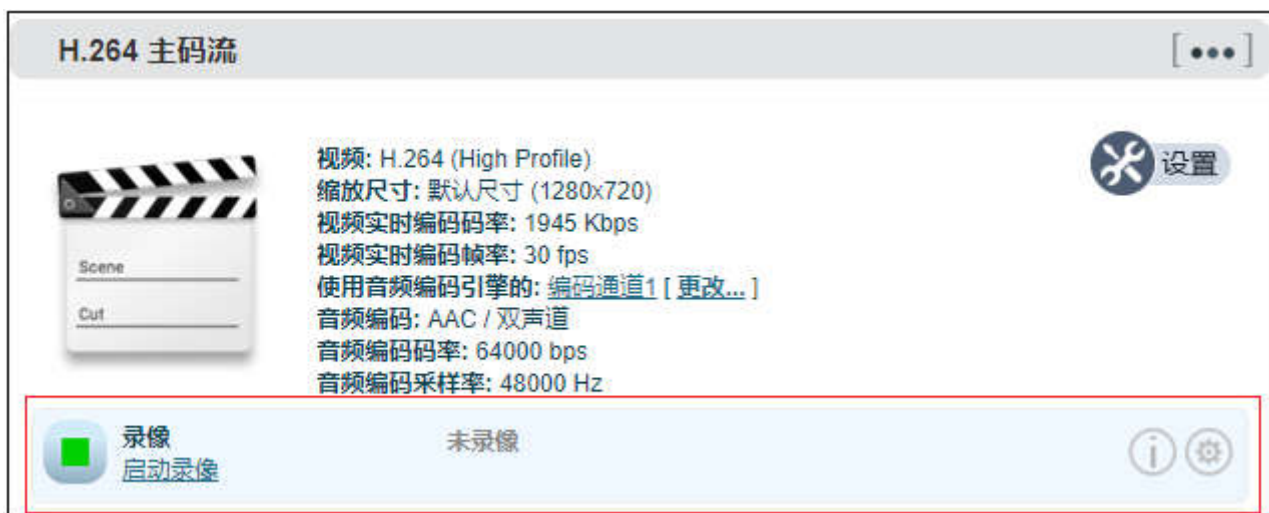 H.264 主码流
[•••]
设置
Scene
Cut
视频: H.264 (High Profile)
缩放尺寸: 默认尺寸 (1280x720)
视频实时编码码率: 1945 Kbps
视频实时编码帧率: 30 fps
使用音频编码引擎的: 编码通道1 [ 更改... ]
音频编码: AAC / 双声道
音频编码码率: 64000 bps
音频编码采样率: 48000 Hz
录像
未录像
启动录像